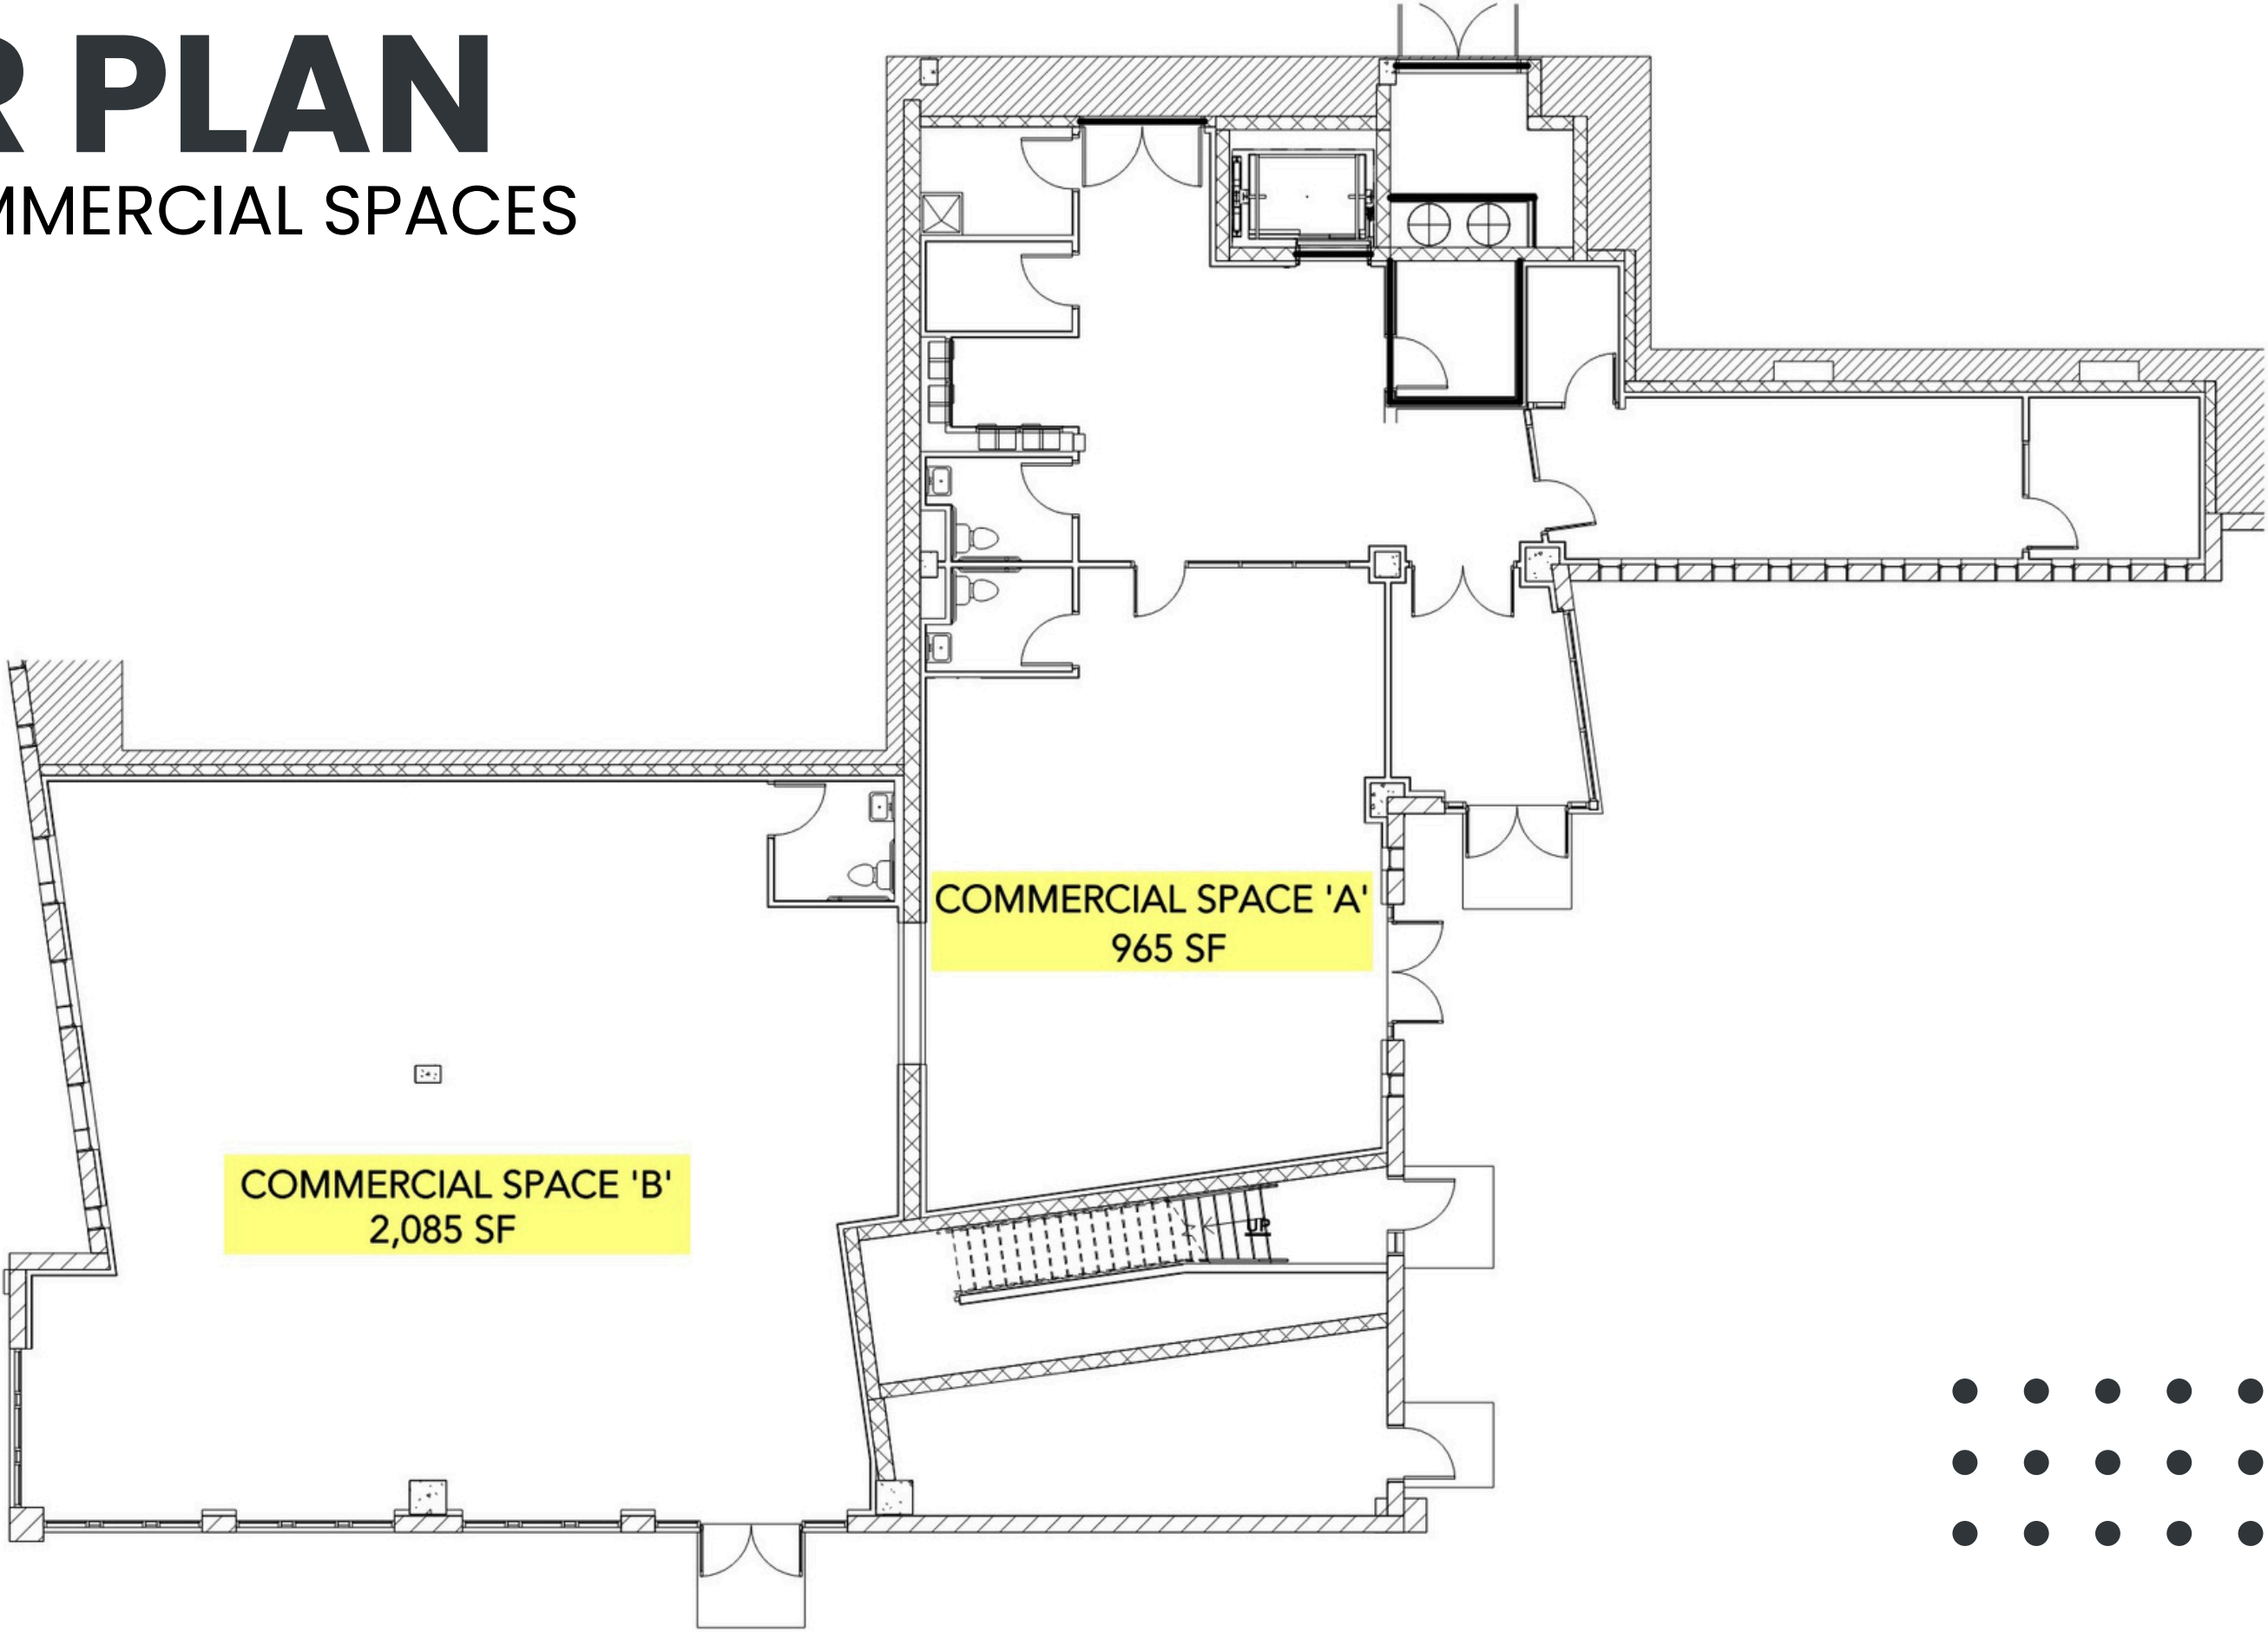 R PLAN
MMERCIAL SPACES
COMMERCIAL SPACE 'A'
965 SF
COMMERCIAL SPACE 'B'
2,085 SF
UP